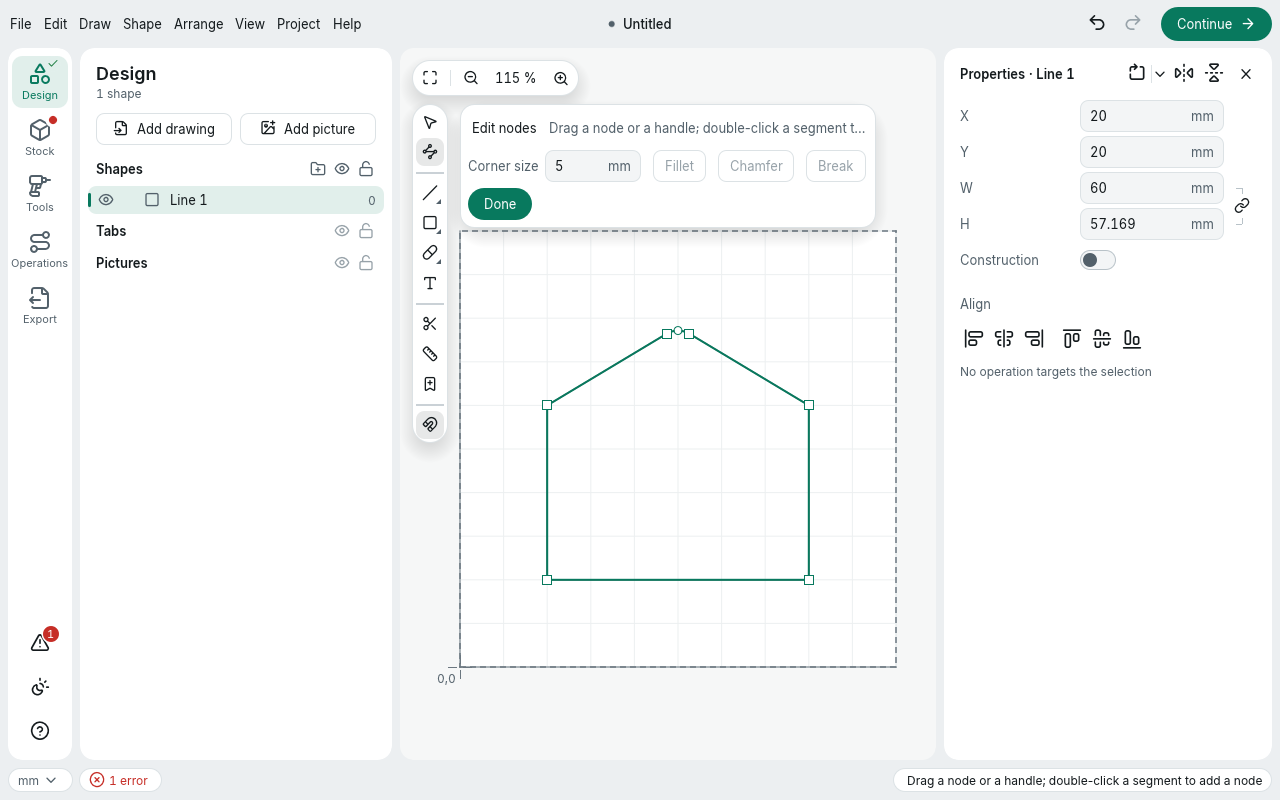 File Edit Draw Shape Arrange View Project Help
Untitled
Continue
Design
Stock
Tools
Operations
Export
1
Design
1 shape
Add drawing
Add picture
Shapes
Line 1
0
Tabs
Pictures
115 %
Edit nodes Drag a node or a handle; double-click a segment t...
Corner size 5 mm Fillet Chamfer Break
Done
0,0
Properties · Line 1
X 20 mm
Y 20 mm
W 60 mm
H 57.169 mm
Construction
Align
No operation targets the selection
mm
1 error
Drag a node or a handle; double-click a segment to add a node